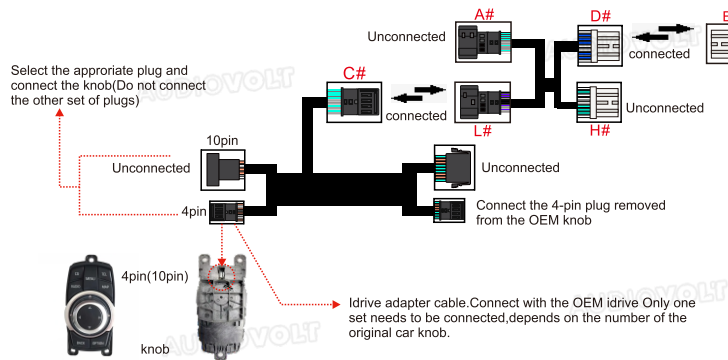 A#
D#
E
Unconnected
connected
Select the approriate plug and
connect the knob(Do not connect
the other set of plugs)
AUDIOVOLT
C#
connected
Unconnected
L#
H#
10pin
Unconnected
Unconnected
4pin
Connect the 4-pin plug removed
from the OEM knob
4pin(10pin)
Idrive adapter cable.Connect with the OEM idrive Only one
set needs to be connected,depends on the number of the
original car knob.
knob
AUDIOVOLT